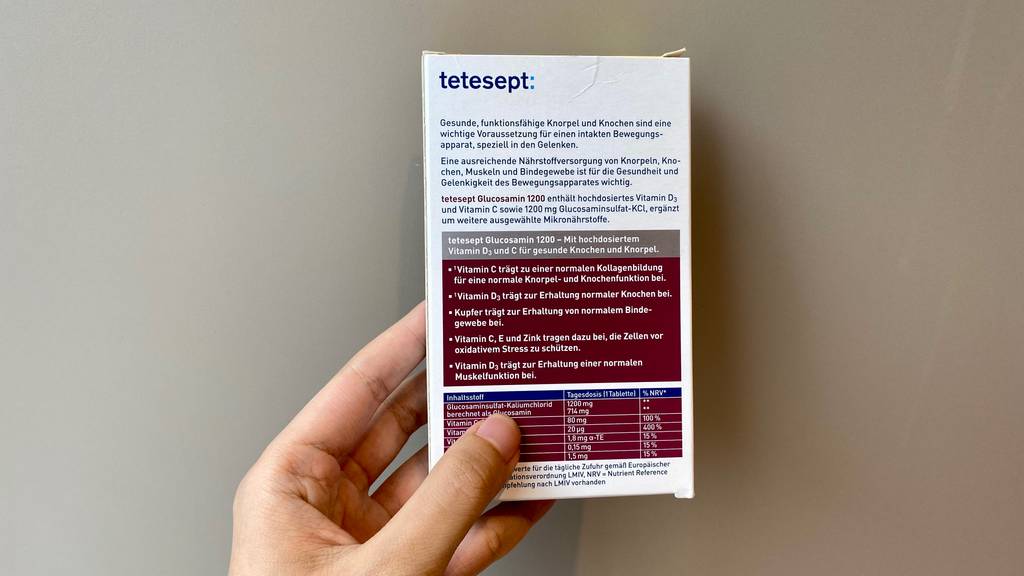 tetesept:
Gesunde, funktionsfähige Knorpel und Knochen sind eine
wichtige Voraussetzung für einen intakten Bewegungs-
apparat, speziell in den Gelenken.
Eine ausreichende Nährstoffversorgung von Knorpeln, Kno-
chen, Muskeln und Bindegewebe ist für die Gesundheit und
Gelenkigkeit des Bewegungsapparates wichtig.
tetesept Glucosamin 1200 enthält hochdosiertes Vitamin D3
und Vitamin C sowie 1200 mg Glucosaminsulfat-KCl, ergänzt
um weitere ausgewählte Mikronährstoffe.
tetesept Glucosamin 1200 – Mit hochdosiertem
Vitamin D3 und C für gesunde Knochen und Knorpel.
▪ ¹Vitamin C trägt zu einer normalen Kollagenbildung
für eine normale Knorpel- und Knochenfunktion bei.
▪ ¹Vitamin D3 trägt zur Erhaltung normaler Knochen bei.
▪ Kupfer trägt zur Erhaltung von normalem Binde-
gewebe bei.
▪ Vitamin C, E und Zink tragen dazu bei, die Zellen vor
oxidativem Stress zu schützen.
▪ Vitamin D3 trägt zur Erhaltung einer normalen
Muskelfunktion bei.
Inhaltsstoff Tagesdosis (1 Tablette) % NRV*
Glucosaminsulfat-Kaliumchlorid 1200 mg **
berechnet als Glucosamin 714 mg **
Vitamin 80 mg 100 %
20 µg 400 %
1,8 mg α-TE 15 %
0,15 mg 15 %
1,5 mg 15 %
für die tägliche Zufuhr gemäß Europäischer
LMIV, NRV = Nutrient Reference
nach LMIV vorhanden